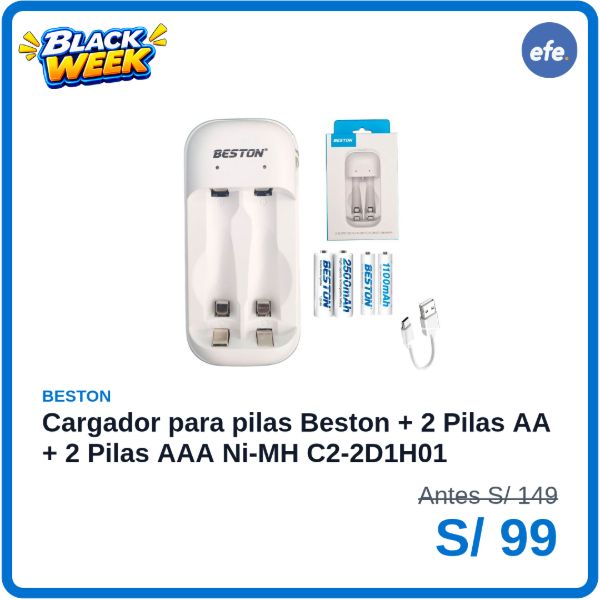 BLACK
WEEK
efe.
BESTON
BESTON
BESTON
2500mAh
BESTON
1100mAh
BESTON
Cargador para pilas Beston + 2 Pilas AA
+ 2 Pilas AAA Ni-MH C2-2D1H01
Antes S/ 149
S/ 99